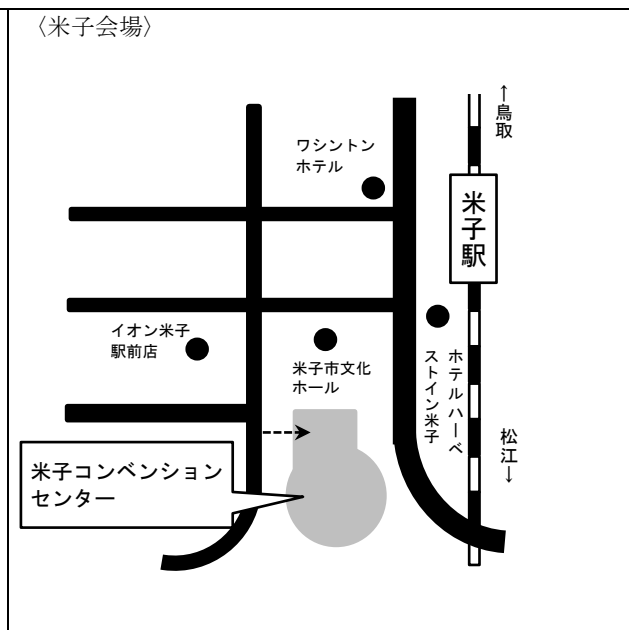 〈米子会場〉
↑鳥取
ワシントン
ホテル
米子駅
イオン米子
駅前店
米子市文化
ホール
ホテルハーベ
ストイン米子
松江↓
米子コンベンション
センター